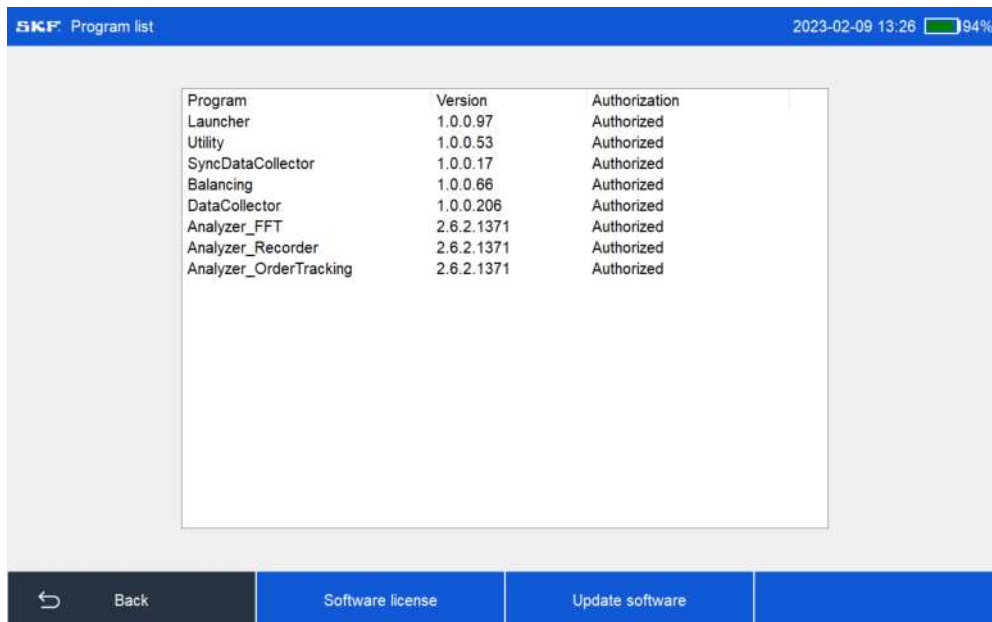 SKF. Program list 2023-02-09 13:26 94%
Program Version Authorization
Launcher 1.0.0.97 Authorized
Utility 1.0.0.53 Authorized
SyncDataCollector 1.0.0.17 Authorized
Balancing 1.0.0.66 Authorized
DataCollector 1.0.0.206 Authorized
Analyzer_FFT 2.6.2.1371 Authorized
Analyzer_Recorder 2.6.2.1371 Authorized
Analyzer_OrderTracking 2.6.2.1371 Authorized
Back Software license Update software